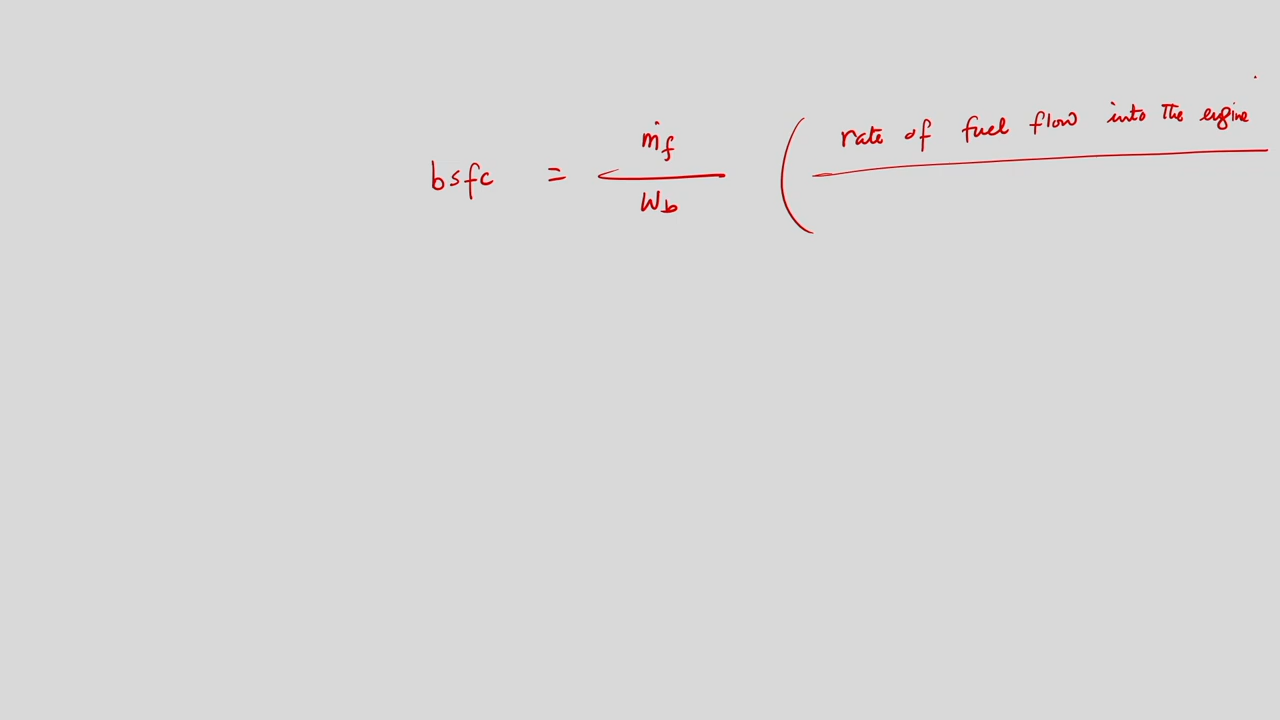 bsfc = ṁf / Wb ( rate of fuel flow into the engine